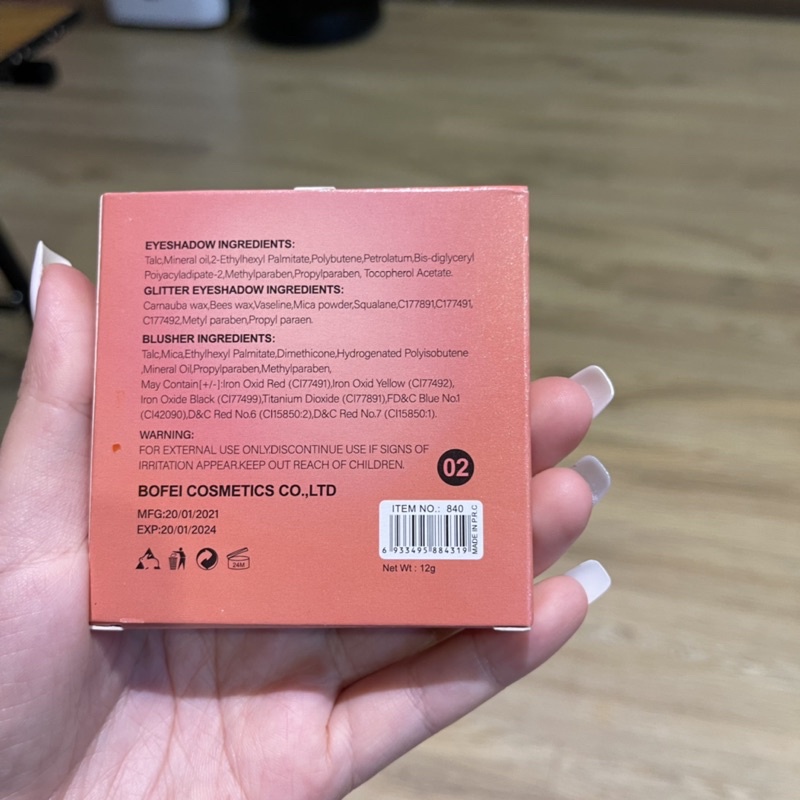 EYESHADOW INGREDIENTS:
Talc,Mineral oil,2-Ethylhexyl Palmitate,Polybutene,Petrolatum,Bis-diglyceryl
Poiyacyladipate-2,Methylparaben,Propylparaben, Tocopherol Acetate.
GLITTER EYESHADOW INGREDIENTS:
Carnauba wax,Bees wax,Vaseline,Mica powder,Squalane,C177891,C177491,
C177492,Metyl paraben,Propyl paraen.
BLUSHER INGREDIENTS:
Talc,Mica,Ethylhexyl Palmitate,Dimethicone,Hydrogenated Polyisobutene
,Mineral Oil,Propylparaben,Methylparaben,
May Contain[+/-]:Iron Oxid Red (CI77491),Iron Oxid Yellow (CI77492),
Iron Oxide Black (CI77499),Titanium Dioxide (CI77891),FD&C Blue No.1
(CI42090),D&C Red No.6 (CI15850:2),D&C Red No.7 (CI15850:1).
WARNING:
FOR EXTERNAL USE ONLY.DISCONTINUE USE IF SIGNS OF
IRRITATION APPEAR.KEEP OUT REACH OF CHILDREN.
02
BOFEI COSMETICS CO.,LTD
MFG:20/01/2021
EXP:20/01/2024
24M
ITEM NO.: 840
6 933495 884319
MADE IN P.R.C
Net Wt : 12g